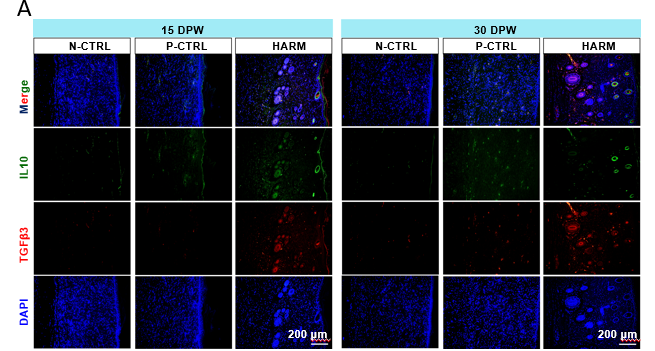 A
15 DPW
30 DPW
N-CTRL P-CTRL HARM
N-CTRL P-CTRL HARM
Merge
IL10
TGFβ3
DAPI
200 µm
200 µm